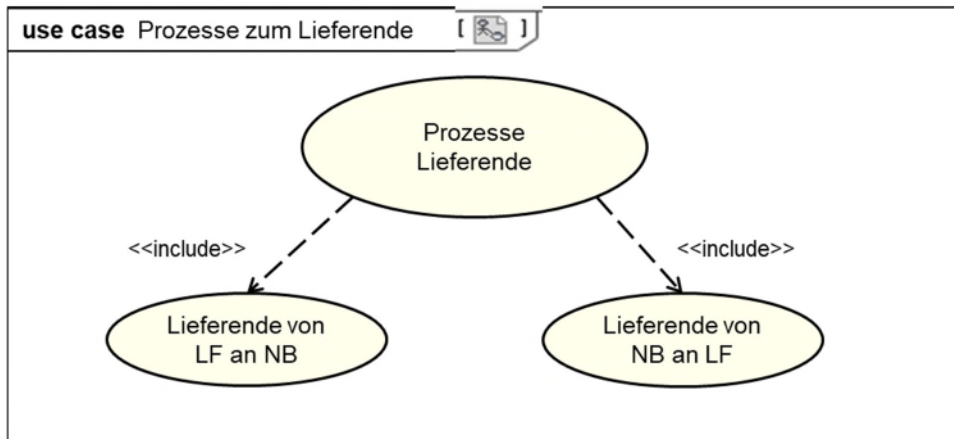 use case Prozesse zum Lieferende [ ]
Prozesse
Lieferende
<<include>>
<<include>>
Lieferende von
LF an NB
Lieferende von
NB an LF